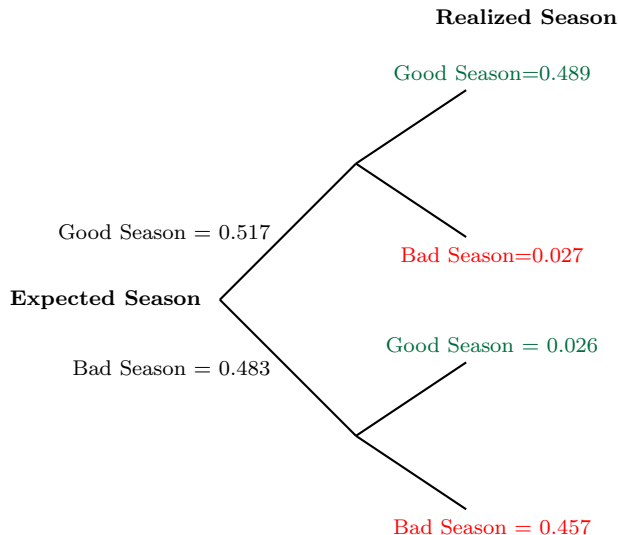 Realized Season
Good Season=0.489
Good Season = 0.517
Bad Season=0.027
Expected Season
Good Season = 0.026
Bad Season = 0.483
Bad Season = 0.457